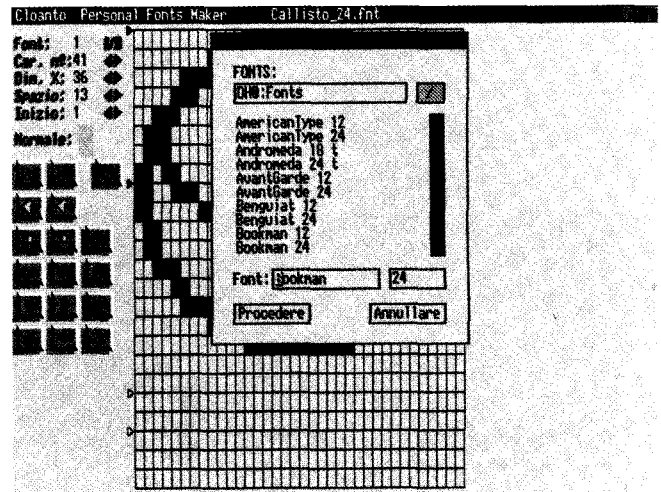 Cloanto Personal Fonts Maker Callisto_24.fnt
Font: 1
Car. nº:41
Dim. X: 36
Spazio: 13
Inizio: 1
Normale:
FONTS:
DH0:Fonts
AmericanType 12
AmericanType 24
Andromeda 18 t
Andromeda 24 t
AvantGarde 12
AvantGarde 24
Benguiat 12
Benguiat 24
Bookman 12
Bookman 24
Font: Bookman 24
Procedere Annullare